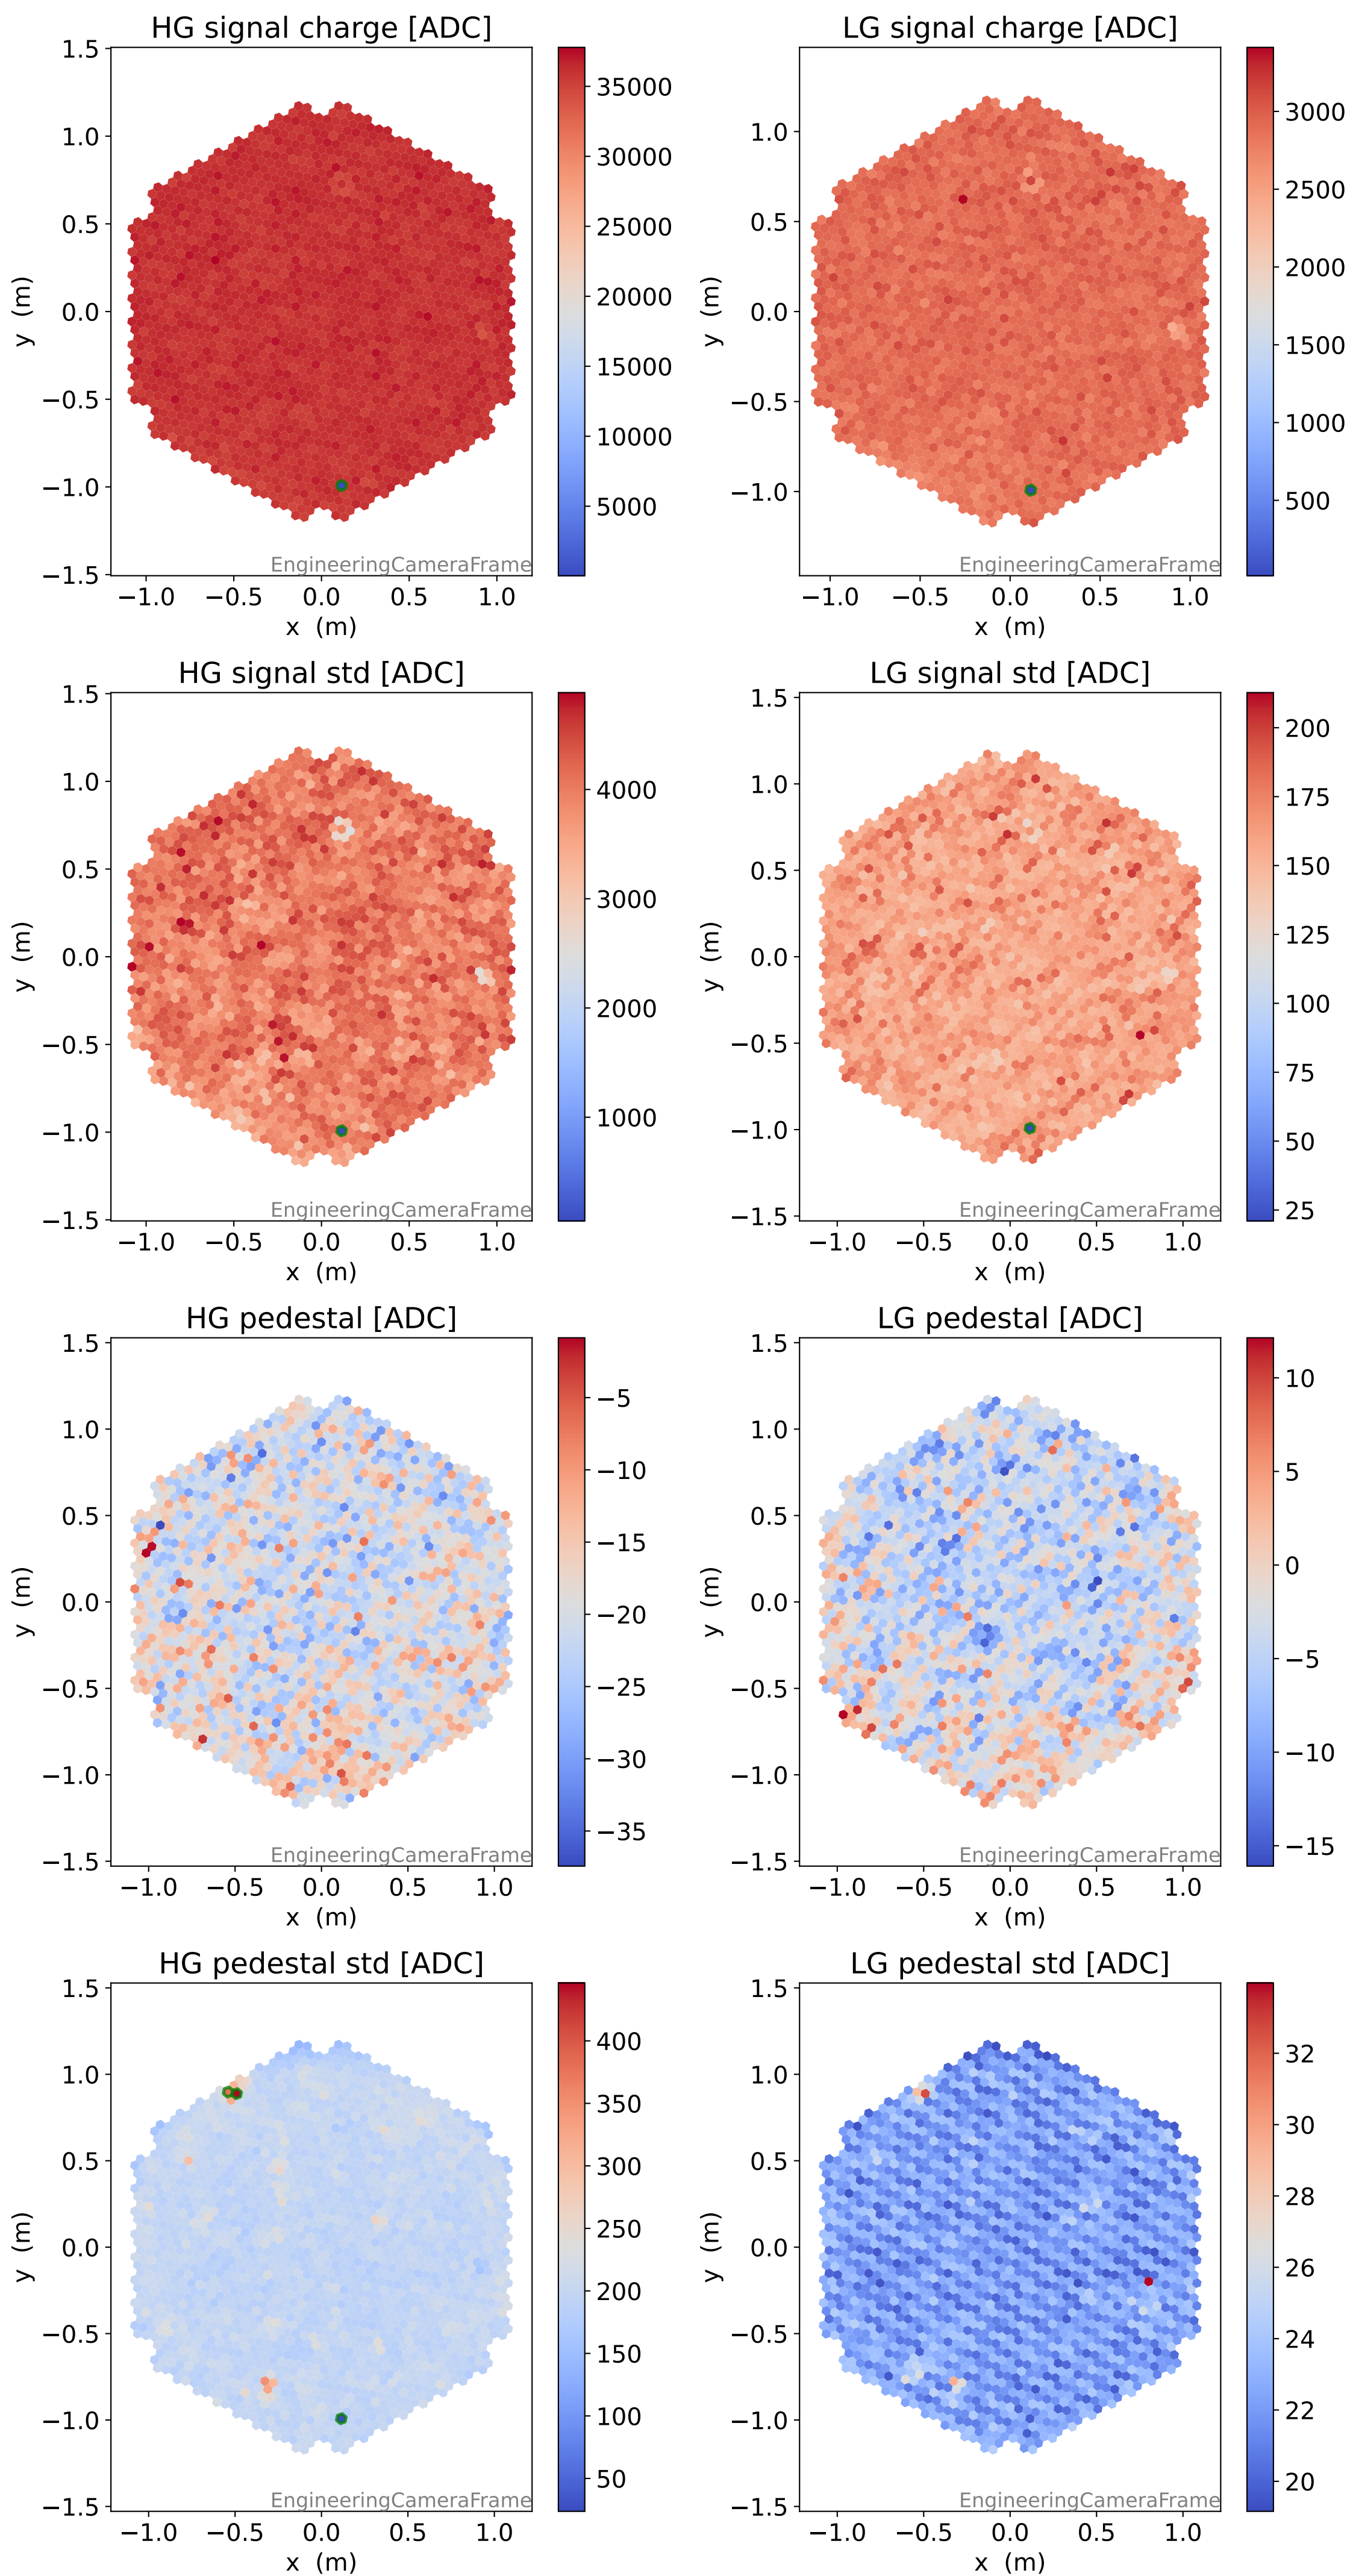 HG signal charge [ADC]
1.5
1.0
0.5
0.0
−0.5
−1.0
−1.5
y (m)
EngineeringCameraFrame
−1.0 −0.5 0.0 0.5 1.0
x (m)
35000
30000
25000
20000
15000
10000
5000
LG signal charge [ADC]
1.0
0.5
0.0
−0.5
−1.0
y (m)
EngineeringCameraFrame
−1.0 −0.5 0.0 0.5 1.0
x (m)
3000
2500
2000
1500
1000
500
HG signal std [ADC]
1.5
1.0
0.5
0.0
−0.5
−1.0
−1.5
y (m)
EngineeringCameraFrame
−1.0 −0.5 0.0 0.5 1.0
x (m)
4000
3000
2000
1000
LG signal std [ADC]
1.5
1.0
0.5
0.0
−0.5
−1.0
−1.5
y (m)
EngineeringCameraFrame
−1.0 −0.5 0.0 0.5 1.0
x (m)
200
175
150
125
100
75
50
25
HG pedestal [ADC]
1.5
1.0
0.5
0.0
−0.5
−1.0
−1.5
y (m)
EngineeringCameraFrame
−1.0 −0.5 0.0 0.5 1.0
x (m)
−5
−10
−15
−20
−25
−30
−35
LG pedestal [ADC]
1.5
1.0
0.5
0.0
−0.5
−1.0
−1.5
y (m)
EngineeringCameraFrame
−1.0 −0.5 0.0 0.5 1.0
x (m)
10
5
0
−5
−10
−15
HG pedestal std [ADC]
1.5
1.0
0.5
0.0
−0.5
−1.0
−1.5
y (m)
EngineeringCameraFrame
−1.0 −0.5 0.0 0.5 1.0
x (m)
400
350
300
250
200
150
100
50
LG pedestal std [ADC]
1.5
1.0
0.5
0.0
−0.5
−1.0
−1.5
y (m)
EngineeringCameraFrame
−1.0 −0.5 0.0 0.5 1.0
x (m)
32
30
28
26
24
22
20